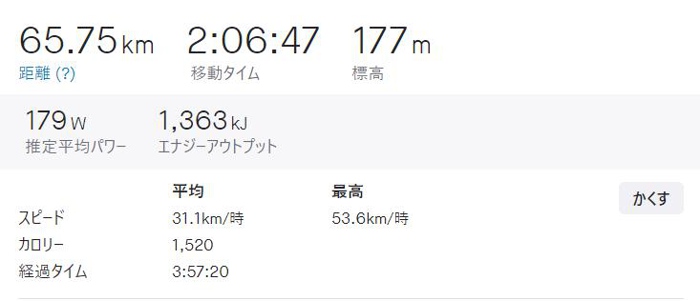 65.75km 2:06:47 177m
距離 (?) 移動タイム 標高
179W 1,363kJ
推定平均パワー エナジーアウトプット
平均 最高
かくす
スピード 31.1km/時 53.6km/時
カロリー 1,520
経過タイム 3:57:20